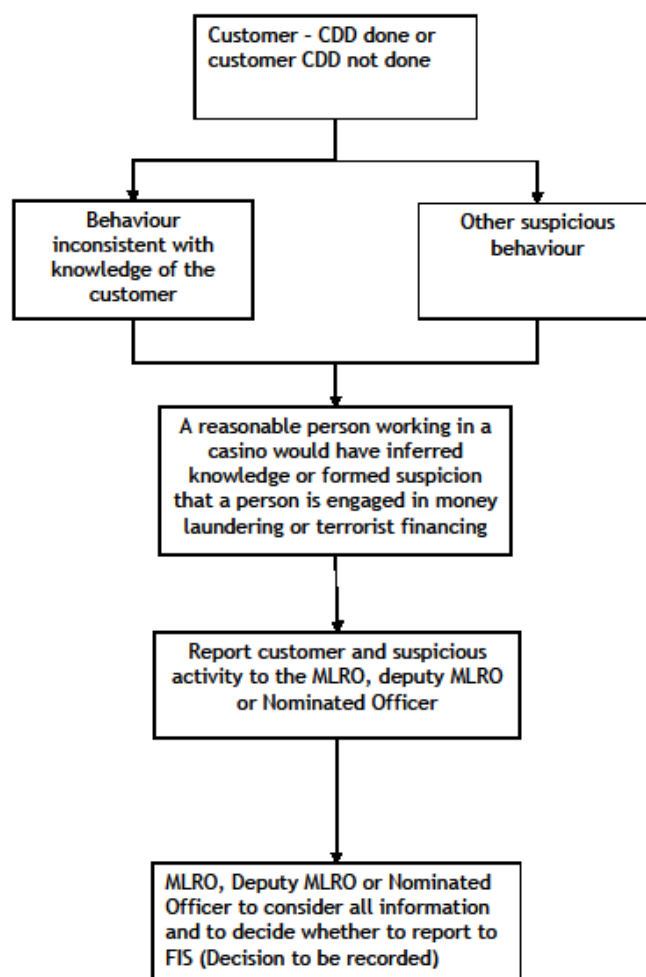 Customer – CDD done or
customer CDD not done
Behaviour
inconsistent with
knowledge of the
customer
Other suspicious
behaviour
A reasonable person working in a
casino would have inferred
knowledge or formed suspicion
that a person is engaged in money
laundering or terrorist financing
Report customer and suspicious
activity to the MLRO, deputy MLRO
or Nominated Officer
MLRO, Deputy MLRO or Nominated
Officer to consider all information
and to decide whether to report to
FIS (Decision to be recorded)